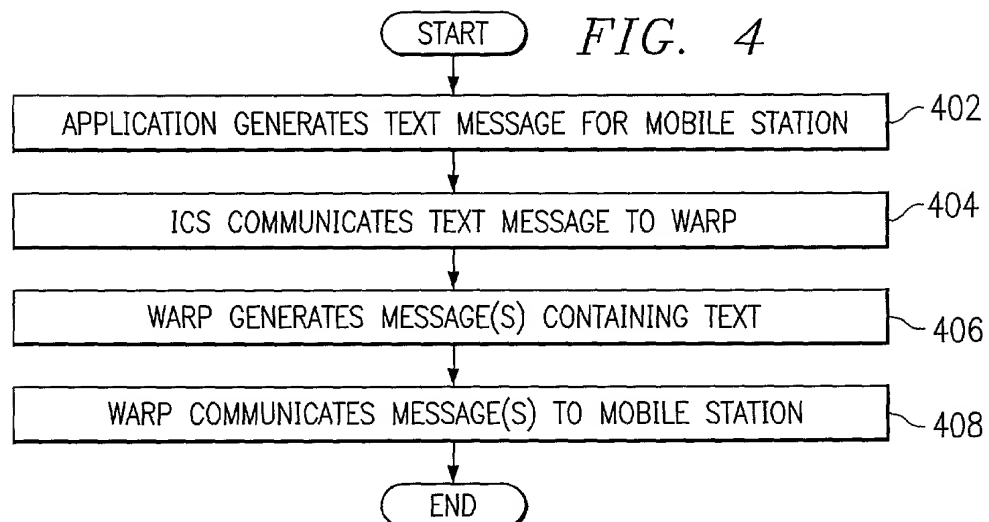 START
FIG. 4
APPLICATION GENERATES TEXT MESSAGE FOR MOBILE STATION
402
ICS COMMUNICATES TEXT MESSAGE TO WARP
404
WARP GENERATES MESSAGE(S) CONTAINING TEXT
406
WARP COMMUNICATES MESSAGE(S) TO MOBILE STATION
408
END